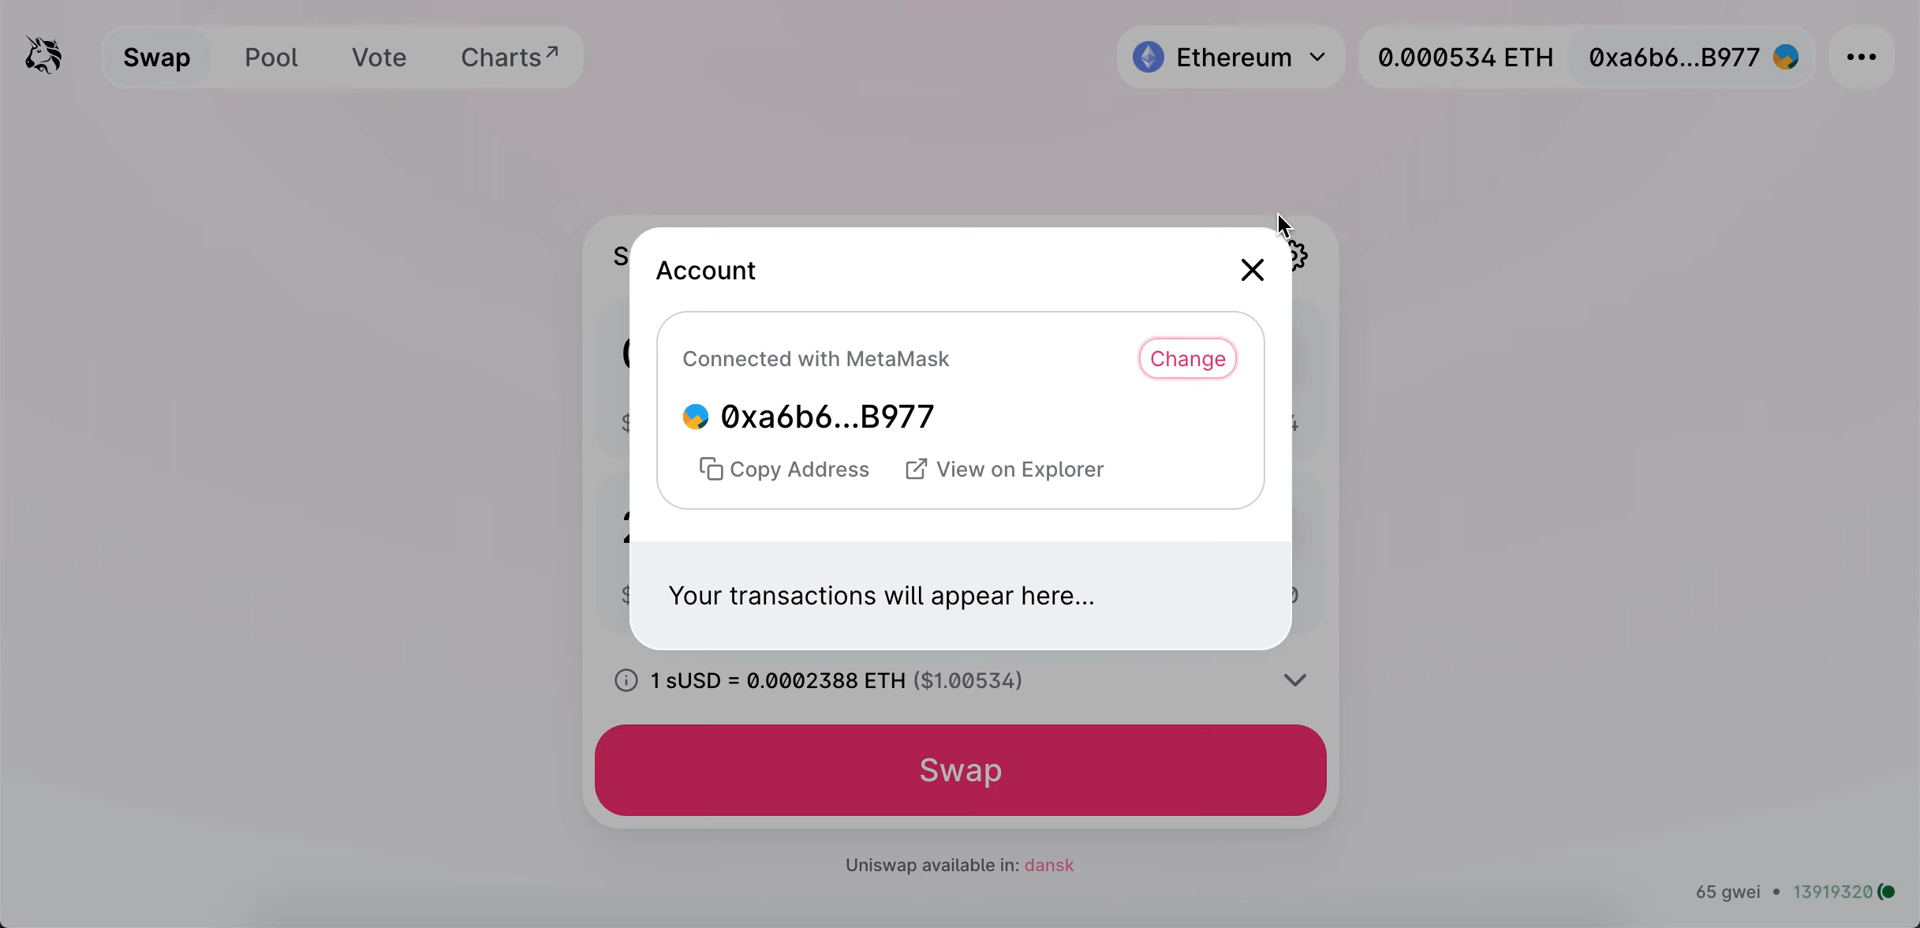 Swap Pool Vote Charts↗ Ethereum 0.000534 ETH 0xa6b6...B977
Account
Connected with MetaMask Change
0xa6b6...B977
Copy Address View on Explorer
Your transactions will appear here...
1 sUSD = 0.0002388 ETH ($1.00534)
Swap
Uniswap available in: dansk
65 gwei • 13919320